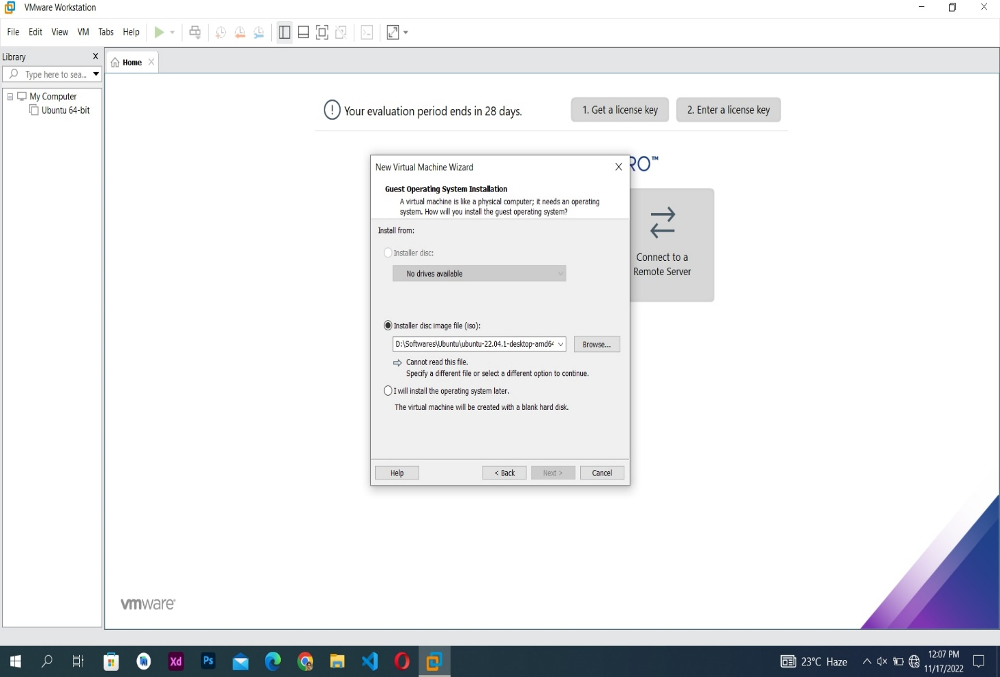 VMware Workstation
File Edit View VM Tabs Help
Library X
Type here to sea...
Home
My Computer
Ubuntu 64-bit
Your evaluation period ends in 28 days.
1. Get a license key
2. Enter a license key
RO™
New Virtual Machine Wizard
Guest Operating System Installation
A virtual machine is like a physical computer; it needs an operating
system. How will you install the guest operating system?
Install from:
Installer disc:
No drives available
Installer disc image file (iso):
D:\Softwares\Ubuntu\ubuntu-22.04.1-desktop-amd64
Browse...
Cannot read this file.
Specify a different file or select a different option to continue.
I will install the operating system later.
The virtual machine will be created with a blank hard disk.
Help
< Back
Next >
Cancel
Connect to a
Remote Server
vmware®
Xd
Ps
23°C Haze
12:07 PM
11/17/2022